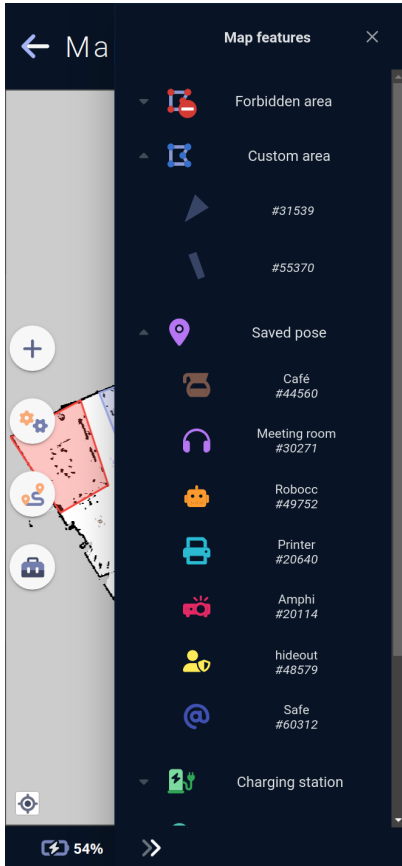 Ma
Map features
Forbidden area
Custom area
#31539
#55370
Saved pose
Café
#44560
Meeting room
#30271
Robocc
#49752
Printer
#20640
Amphi
#20114
hideout
#48579
@
Safe
#60312
Charging station
54%